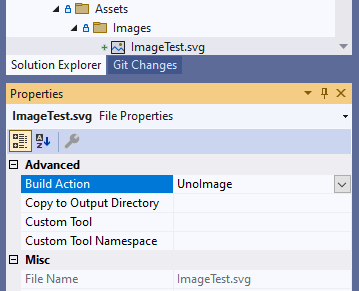 Assets
Images
ImageTest.svg
Solution Explorer Git Changes
Properties
ImageTest.svg File Properties
Advanced
Build Action UnoImage
Copy to Output Directory
Custom Tool
Custom Tool Namespace
Misc
File Name ImageTest.svg